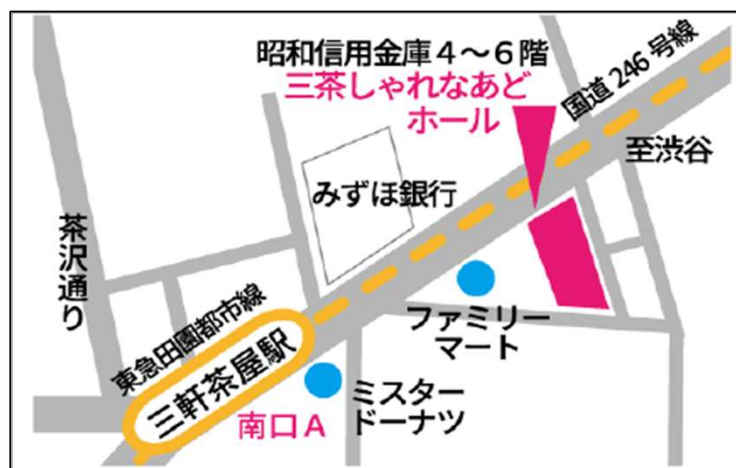 昭和信用金庫４～６階
三茶しゃれなあど
ホール
国道246号線
至渋谷
みずほ銀行
茶沢通り
東急田園都市線
三軒茶屋駅
ファミリー
マート
ミスター
ドーナツ
南口A